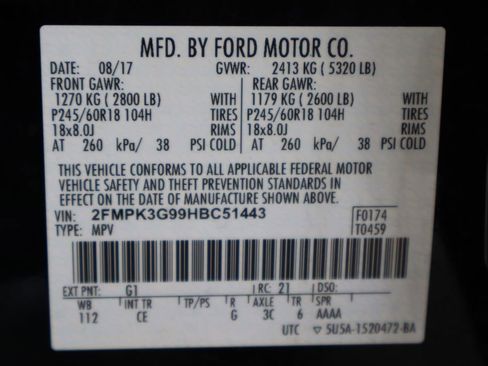 MFD. BY FORD MOTOR CO.
DATE: 08/17 GVWR: 2413 KG ( 5320 LB)
FRONT GAWR: REAR GAWR:
1270 KG ( 2800 LB) WITH 1179 KG ( 2600 LB) WITH
P245/60R18 104H TIRES P245/60R18 104H TIRES
18x8.0J RIMS 18x8.0J RIMS
AT 260 kPa/ 38 PSI COLD AT 260 kPa/ 38 PSI COLD
THIS VEHICLE CONFORMS TO ALL APPLICABLE FEDERAL MOTOR
VEHICLE SAFETY AND THEFT PREVENTION STANDARDS IN
EFFECT ON THE DATE OF MANUFACTURE SHOWN ABOVE.
VIN: 2FMPK3G99HBC51443 F0174
TYPE: MPV T0459
EXT PNT: G1 RC: 21 DSO:
WB INT TR TP/PS R AXLE TR SPR
112 CE G 3C 6 AAAA
UTC ▽ 5U5A-1520472-BA